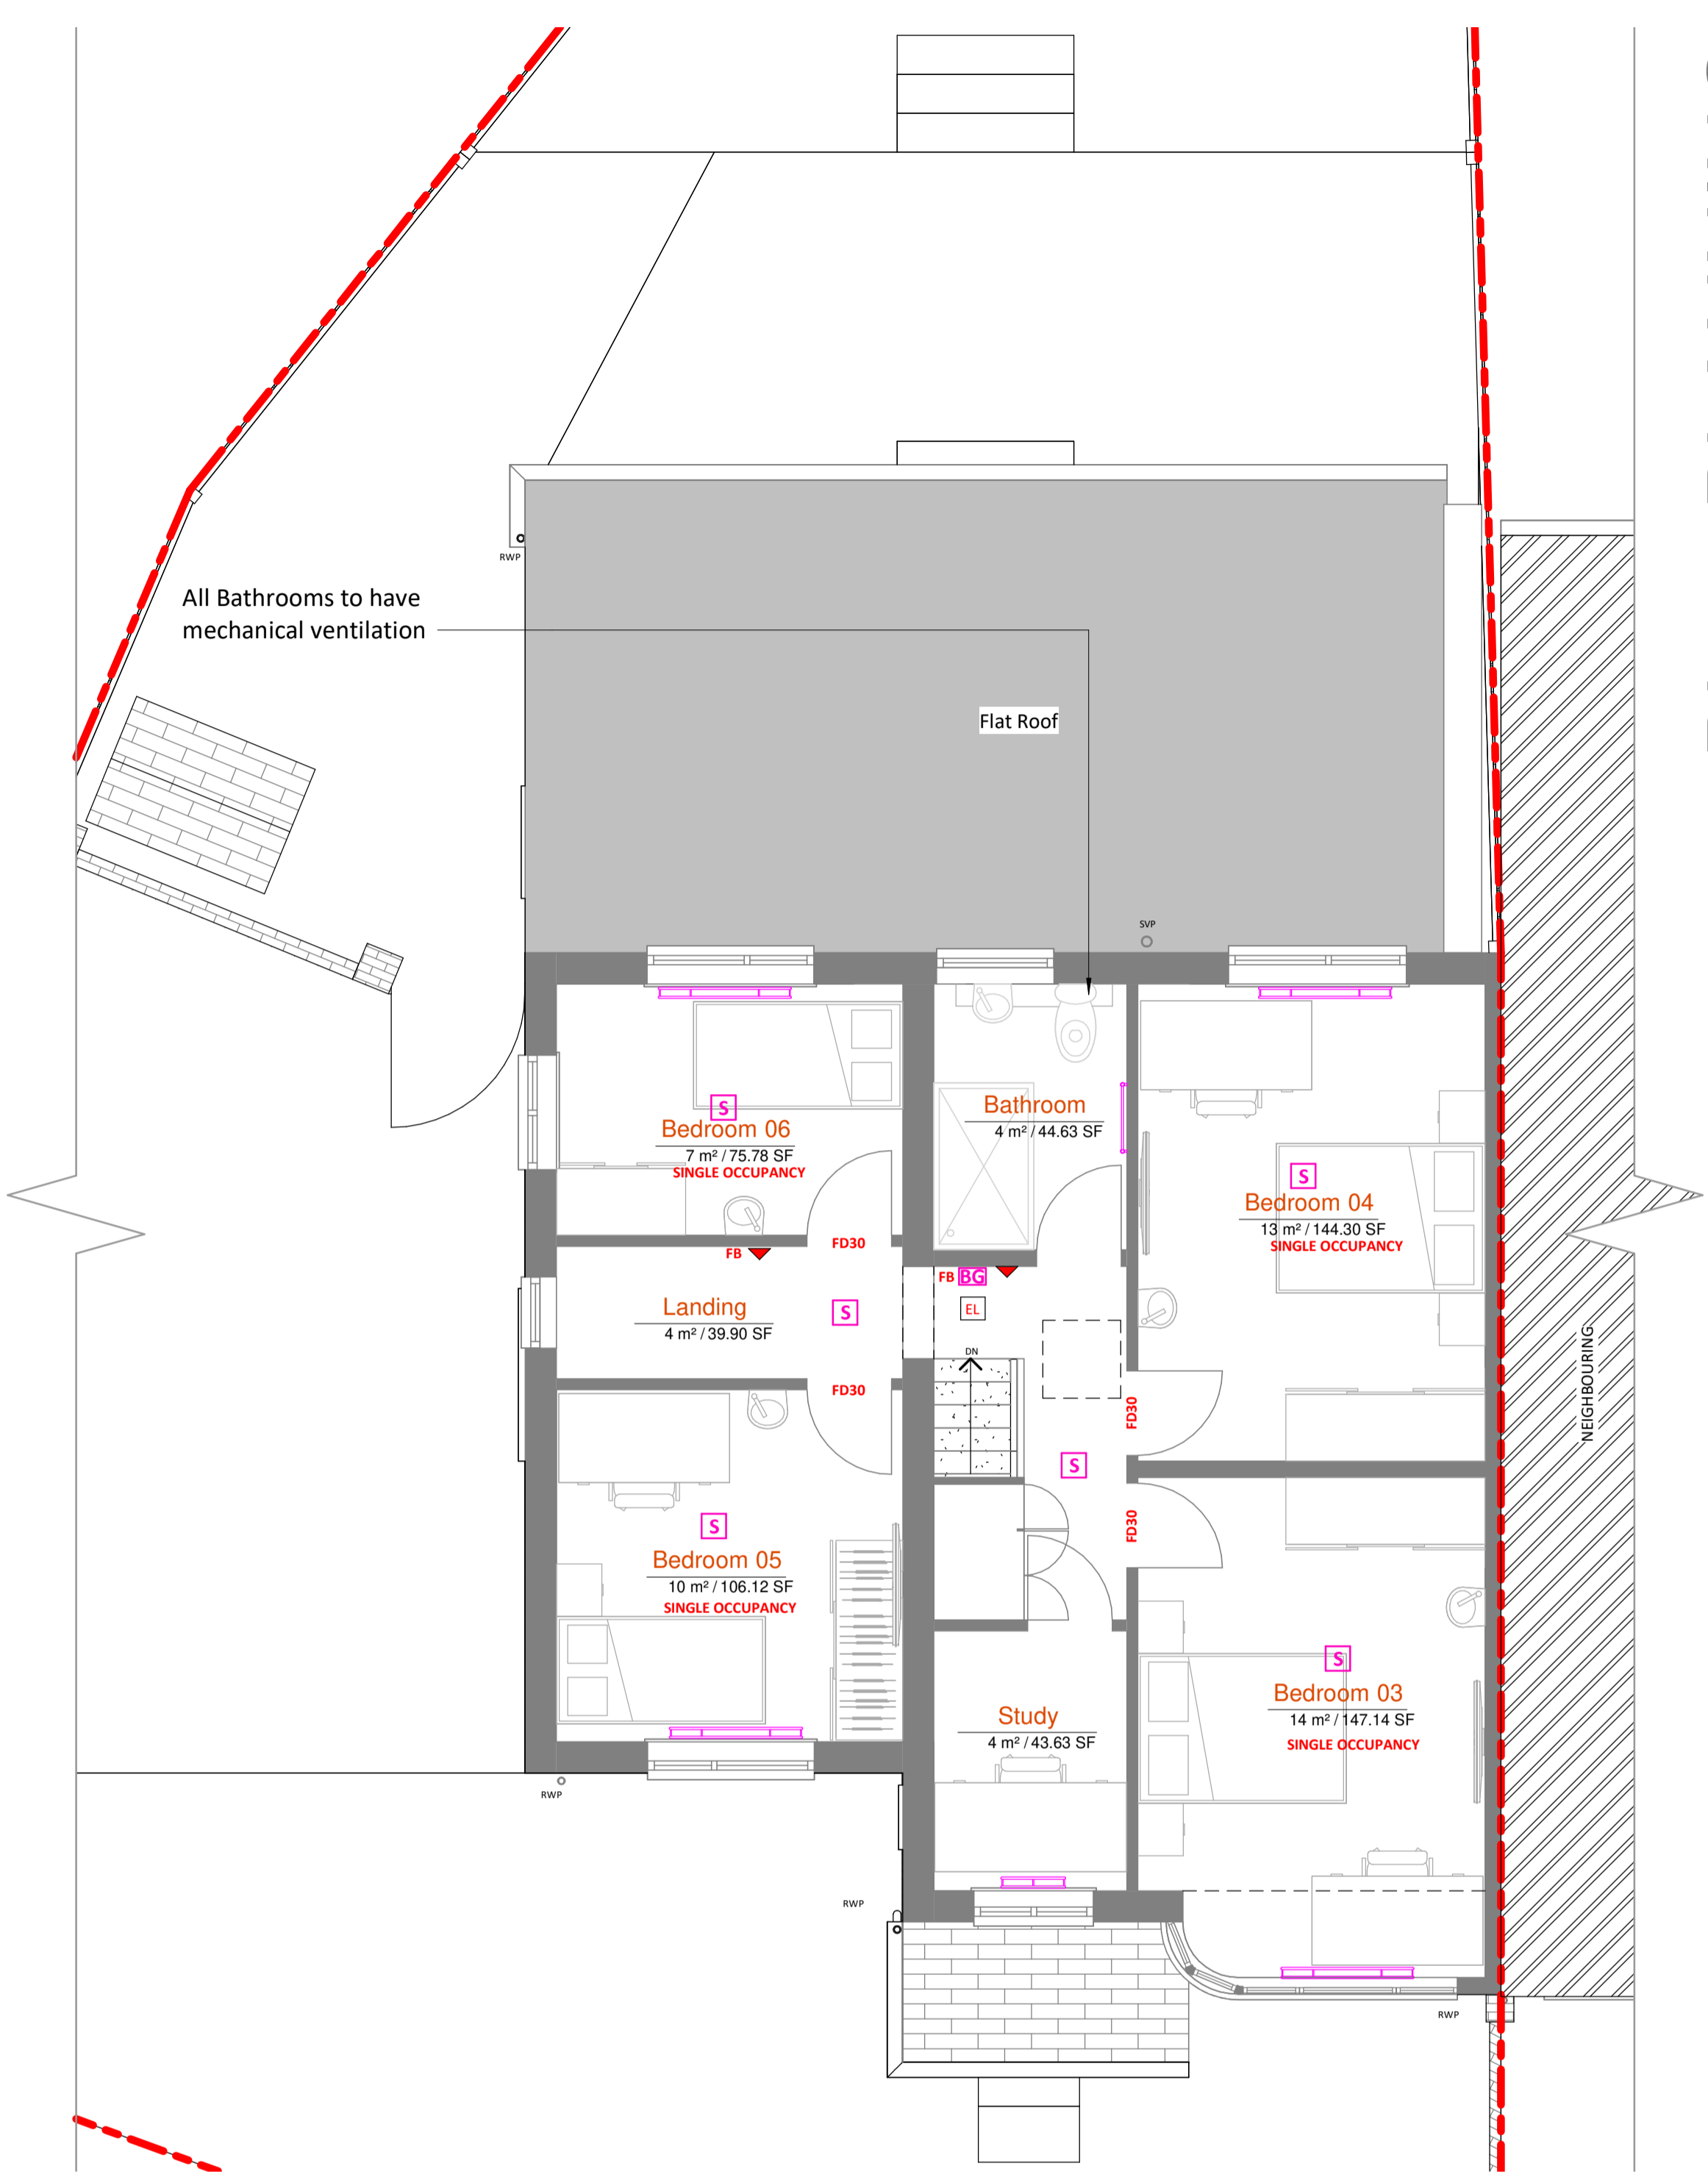 RWP
All Bathrooms to have
mechanical ventilation
Flat Roof
SVP
S
Bedroom 06
7 m² / 75.78 SF
SINGLE OCCUPANCY
Bathroom
4 m² / 44.63 SF
S
Bedroom 04
13 m² / 144.30 SF
SINGLE OCCUPANCY
FB
FD30
FB BG
EL
Landing
4 m² / 39.90 SF
S
DN
NEIGHBOURING
FD30
FD30
S
FD30
S
Bedroom 05
10 m² / 106.12 SF
SINGLE OCCUPANCY
S
Bedroom 03
14 m² / 147.14 SF
SINGLE OCCUPANCY
Study
4 m² / 43.63 SF
RWP
RWP
RWP